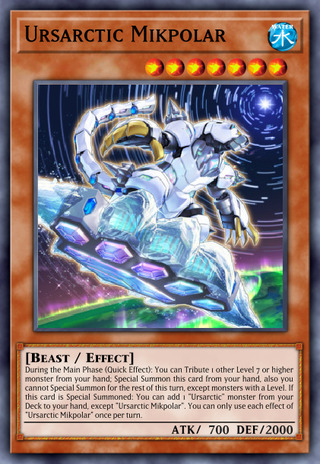 Ursarctic Mikpolar
WATER
水
[Beast / Effect]
During the Main Phase (Quick Effect): You can Tribute 1 other Level 7 or higher
monster from your hand; Special Summon this card from your hand, also you
cannot Special Summon for the rest of this turn, except monsters with a Level. If
this card is Special Summoned: You can add 1 "Ursarctic" monster from your
Deck to your hand, except "Ursarctic Mikpolar". You can only use each effect of
"Ursarctic Mikpolar" once per turn.
ATK/ 700 DEF/2000